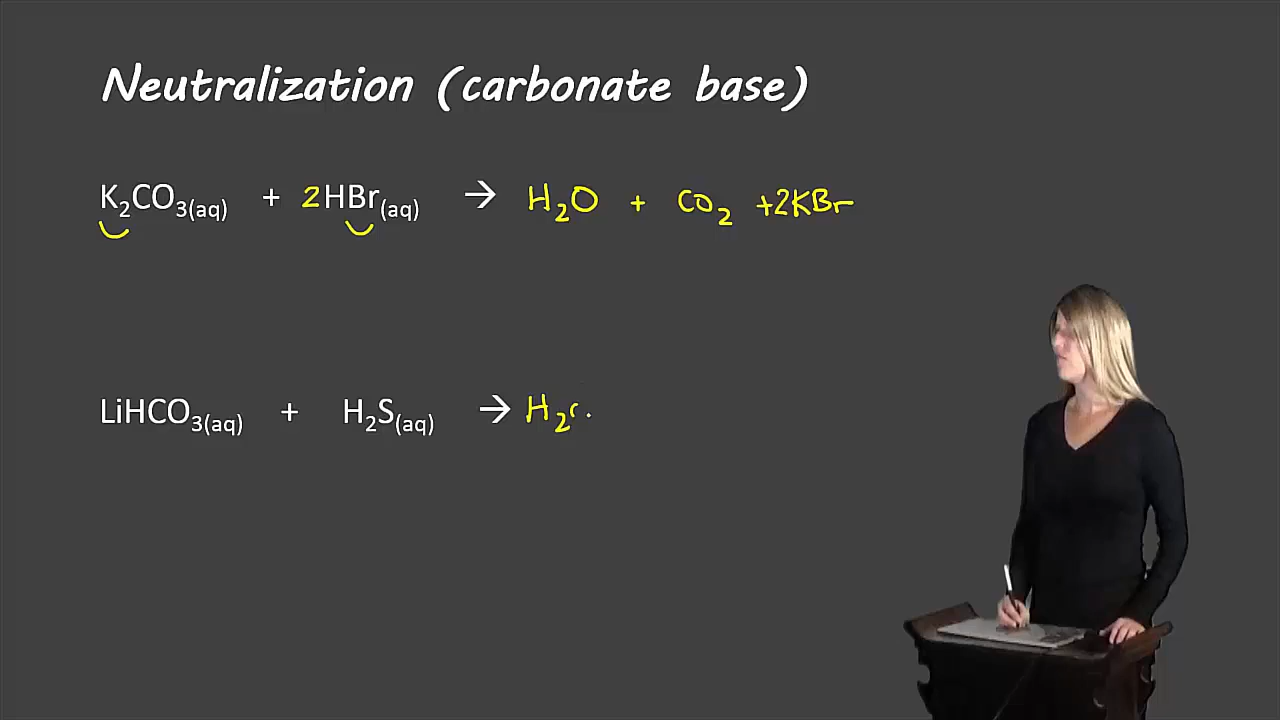 Neutralization (carbonate base)
K₂CO₃(aq) + 2HBr(aq) → H₂O + CO₂ + 2KBr
LiHCO₃(aq) + H₂S(aq) → H₂